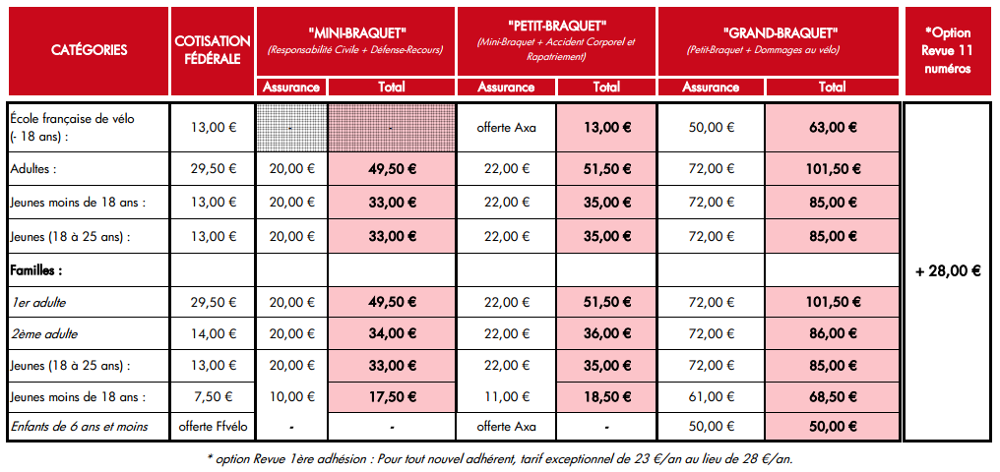 CATÉGORIES
COTISATION FÉDÉRALE
"MINI-BRAQUET"
(Responsabilité Civile + Défense-Recours)
"PETIT-BRAQUET"
(Mini-Braquet + Accident Corporel et
Rapatriement)
"GRAND-BRAQUET"
(Petit-Braquet + Dommages au vélo)
*Option
Revue 11
numéros
Assurance Total Assurance Total Assurance Total
École française de vélo
(- 18 ans) : 13,00 € - - offerte Axa 13,00 € 50,00 € 63,00 €
Adultes : 29,50 € 20,00 € 49,50 € 22,00 € 51,50 € 72,00 € 101,50 €
Jeunes moins de 18 ans : 13,00 € 20,00 € 33,00 € 22,00 € 35,00 € 72,00 € 85,00 €
Jeunes (18 à 25 ans) : 13,00 € 20,00 € 33,00 € 22,00 € 35,00 € 72,00 € 85,00 €
Familles :
+ 28,00 €
1er adulte 29,50 € 20,00 € 49,50 € 22,00 € 51,50 € 72,00 € 101,50 €
2ème adulte 14,00 € 20,00 € 34,00 € 22,00 € 36,00 € 72,00 € 86,00 €
Jeunes (18 à 25 ans) : 13,00 € 20,00 € 33,00 € 22,00 € 35,00 € 72,00 € 85,00 €
Jeunes moins de 18 ans : 7,50 € 10,00 € 17,50 € 11,00 € 18,50 € 61,00 € 68,50 €
Enfants de 6 ans et moins offerte Ffvélo - - offerte Axa - 50,00 € 50,00 €
* option Revue 1ère adhésion : Pour tout nouvel adhérent, tarif exceptionnel de 23 €/an au lieu de 28 €/an.